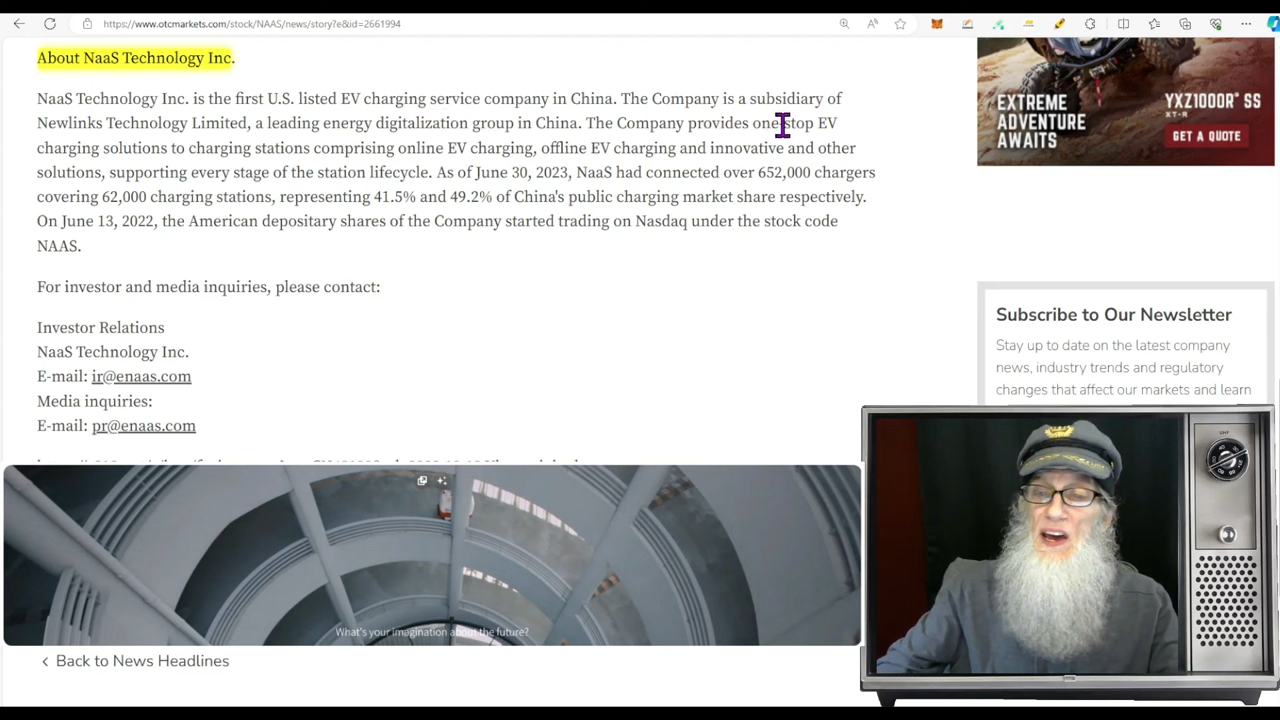 https://www.otcmarkets.com/stock/NAAS/news/story?e&id=2661994
About NaaS Technology Inc.
NaaS Technology Inc. is the first U.S. listed EV charging service company in China. The Company is a subsidiary of
Newlinks Technology Limited, a leading energy digitalization group in China. The Company provides one-stop EV
charging solutions to charging stations comprising online EV charging, offline EV charging and innovative and other
solutions, supporting every stage of the station lifecycle. As of June 30, 2023, NaaS had connected over 652,000 chargers
covering 62,000 charging stations, representing 41.5% and 49.2% of China's public charging market share respectively.
On June 13, 2022, the American depositary shares of the Company started trading on Nasdaq under the stock code
NAAS.
For investor and media inquiries, please contact:
Investor Relations
NaaS Technology Inc.
E-mail: ir@enaas.com
Media inquiries:
E-mail: pr@enaas.com
What's your imagination about the future?
Back to News Headlines
EXTREME
ADVENTURE
AWAITS
YXZ1000R SS
XT-R
GET A QUOTE
Subscribe to Our Newsletter
Stay up to date on the latest company
news, industry trends and regulatory
changes that affect our markets and learn